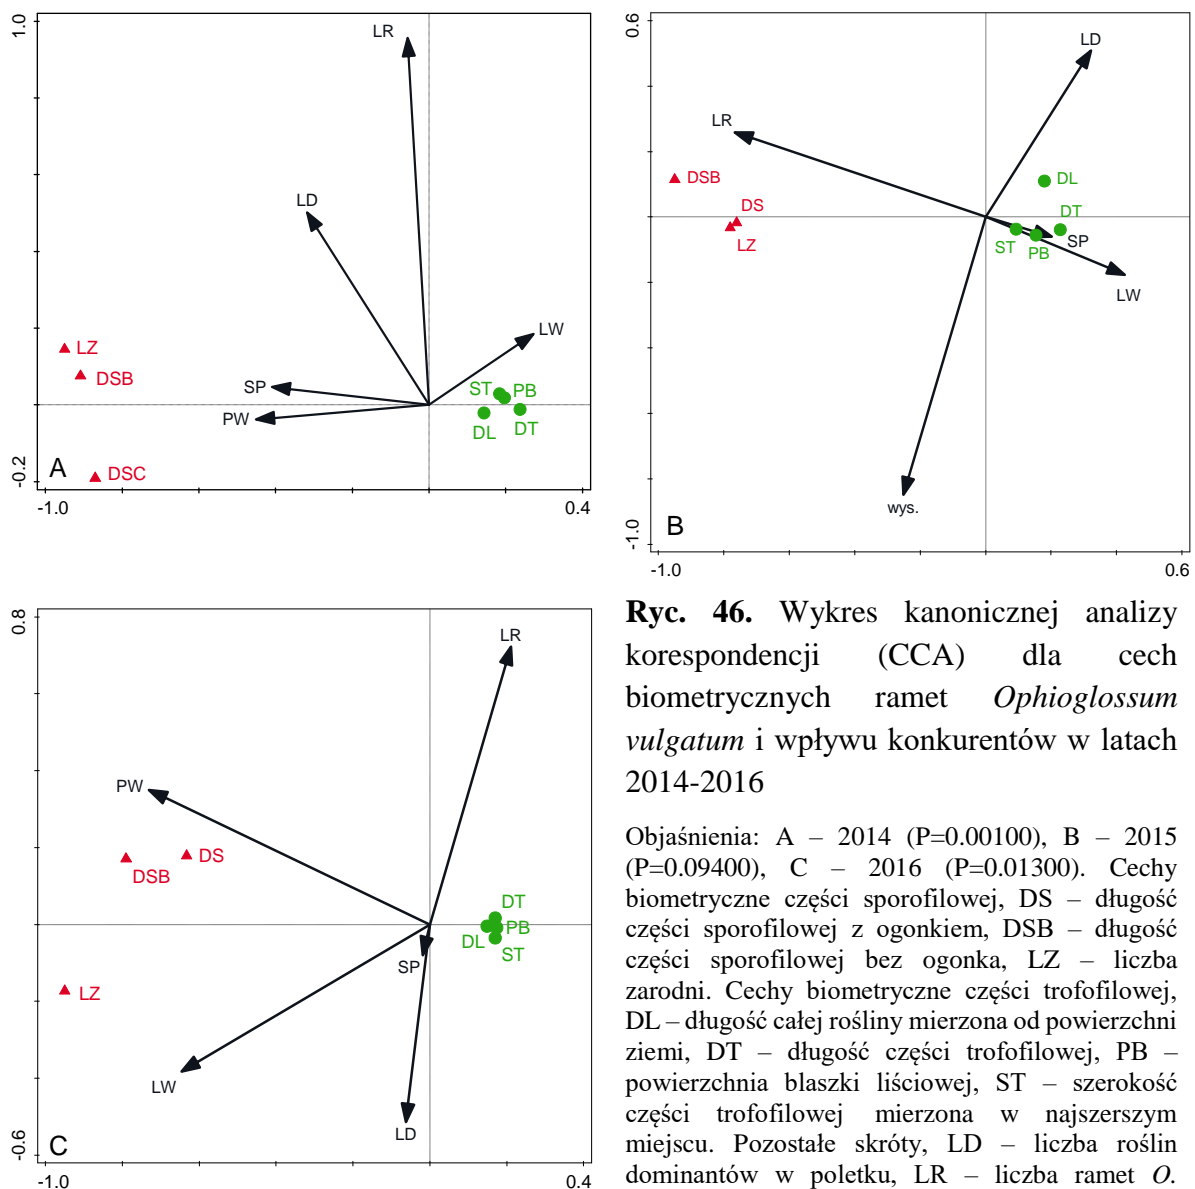 1.0
LR
LD
LW
LZ
DSB
SP
ST
PB
PW
DL
DT
A
DSC
-0.2
-1.0
0.4
0.6
LD
LR
DSB
DL
DS
DT
LZ
ST
SP
PB
LW
wys.
-1.0
B
-1.0
0.6
0.8
LR
PW
DS
DSB
DT
DL
PB
ST
SP
LZ
LW
LD
-0.6
C
-1.0
0.4
Ryc. 46. Wykres kanonicznej analizy
korespondencji (CCA) dla cech
biometrycznych ramet Ophioglossum
vulgatum i wpływu konkurentów w latach
2014-2016
Objaśnienia: A – 2014 (P=0.00100), B – 2015
(P=0.09400), C – 2016 (P=0.01300). Cechy
biometryczne części sporofilowej, DS – długość
części sporofilowej z ogonkiem, DSB – długość
części sporofilowej bez ogonka, LZ – liczba
zarodni. Cechy biometryczne części trofofilowej,
DL – długość całej rośliny mierzona od powierzchni
ziemi, DT – długość części trofofilowej, PB –
powierzchnia blaszki liściowej, ST – szerokość
części trofofilowej mierzona w najszerszym
miejscu. Pozostałe skróty, LD – liczba roślin
dominantów w poletku, LR – liczba ramet O.